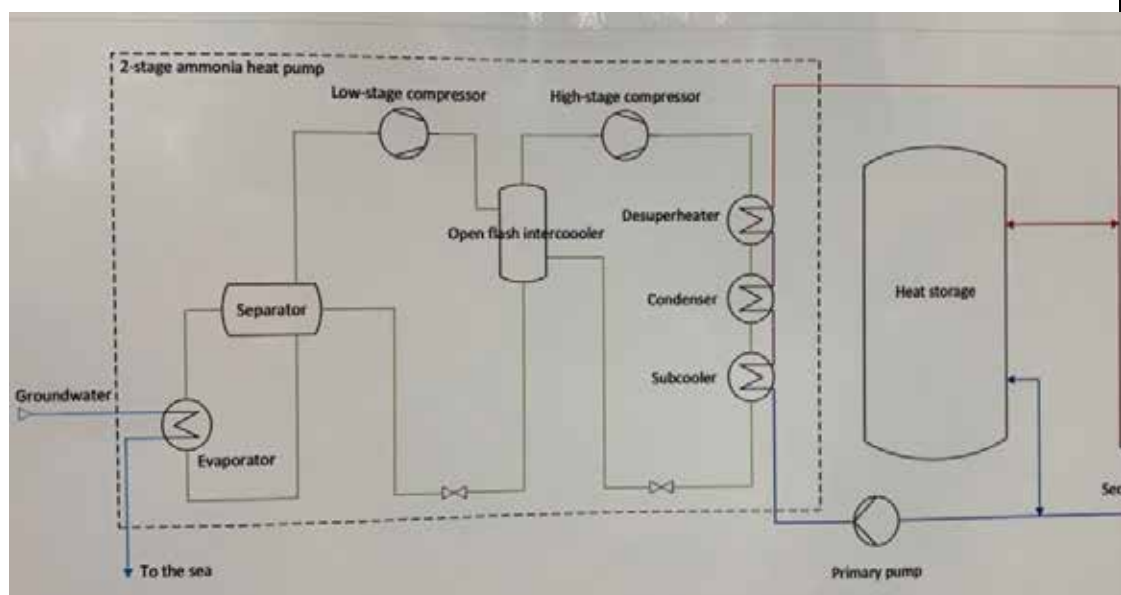 2-stage ammonia heat pump
Low-stage compressor
High-stage compressor
Desuperheater
Open flash intercoooler
Heat storage
Condenser
Separator
Subcooler
Groundwater
Evaporator
Sec
To the sea
Primary pump